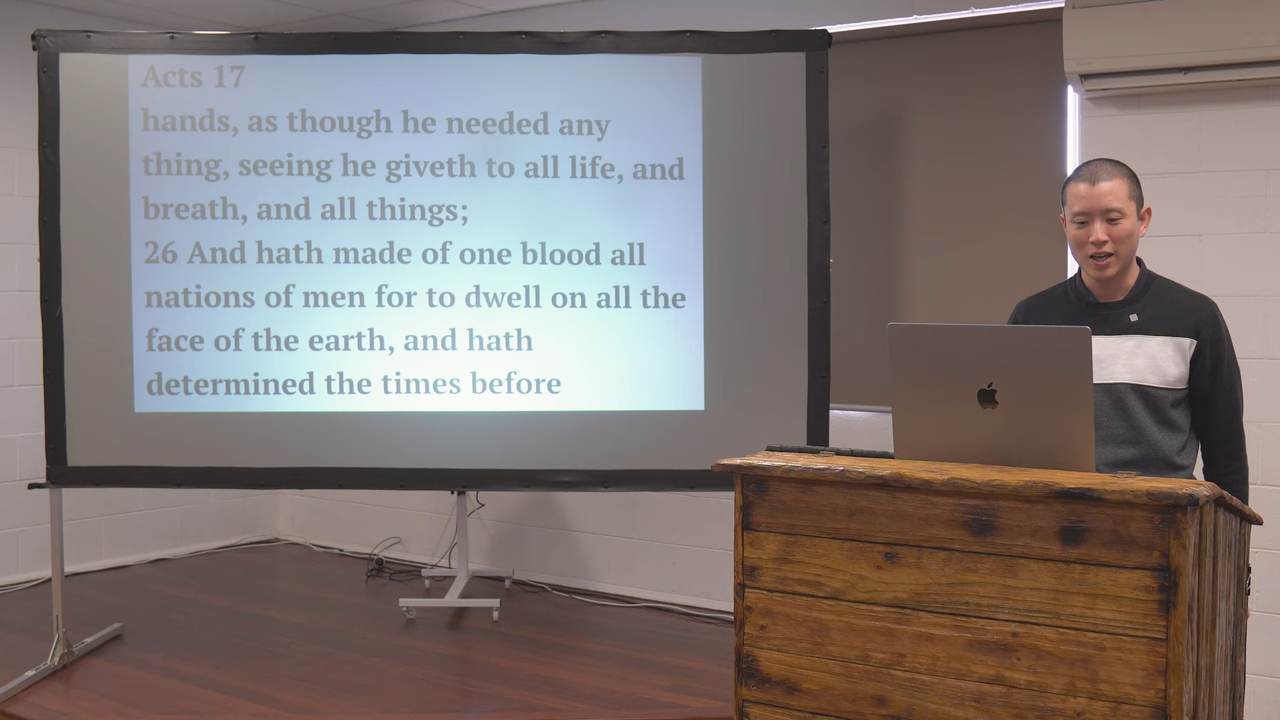 Acts 17
hands, as though he needed any
thing, seeing he giveth to all life, and
breath, and all things;
26 And hath made of one blood all
nations of men for to dwell on all the
face of the earth, and hath
determined the times before